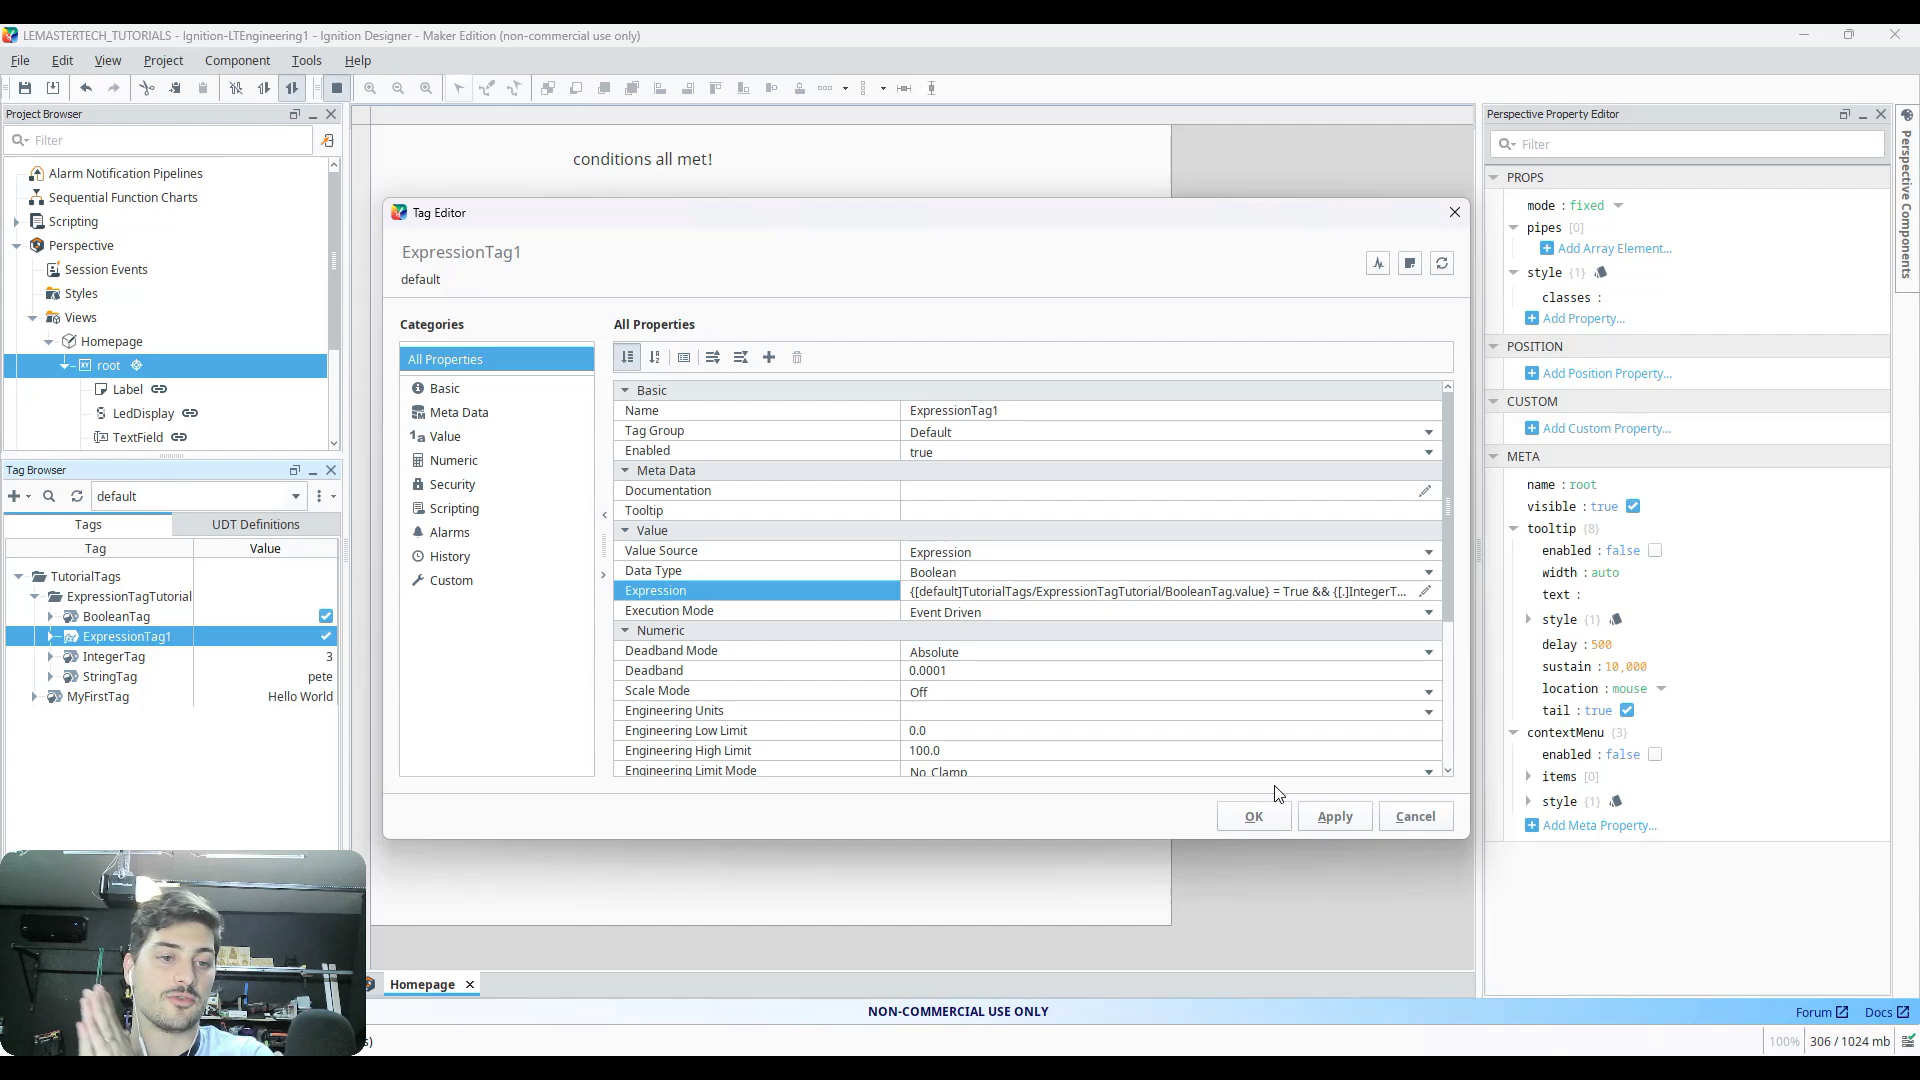 LEMASTERTECH_TUTORIALS - Ignition-LTEngineering1 - Ignition Designer - Maker Edition (non-commercial use only)
File Edit View Project Component Tools Help
Project Browser
Filter
Alarm Notification Pipelines
Sequential Function Charts
Scripting
Perspective
Session Events
Styles
Views
Homepage
root
Label
LedDisplay
TextField
Tag Browser
default
Tags UDT Definitions
Tag Value
TutorialTags
ExpressionTagTutorial
BooleanTag
ExpressionTag1
IntegerTag 3
StringTag pete
MyFirstTag Hello World
conditions all met!
Tag Editor
ExpressionTag1
default
Categories
All Properties
Basic
Meta Data
Value
Numeric
Security
Scripting
Alarms
History
Custom
All Properties
Basic
Name ExpressionTag1
Tag Group Default
Enabled true
Meta Data
Documentation
Tooltip
Value
Value Source Expression
Data Type Boolean
Expression {[default]TutorialTags/ExpressionTagTutorial/BooleanTag.value} = True && {[.]IntegerT...
Execution Mode Event Driven
Numeric
Deadband Mode Absolute
Deadband 0.0001
Scale Mode Off
Engineering Units
Engineering Low Limit 0.0
Engineering High Limit 100.0
Engineering Limit Mode No Clamp
OK Apply Cancel
Homepage
NON-COMMERCIAL USE ONLY
Forum Docs
100% 306 / 1024 mb
Perspective Property Editor
Filter
PROPS
mode : fixed
pipes [0]
Add Array Element...
style {1}
classes :
Add Property...
POSITION
Add Position Property...
CUSTOM
Add Custom Property...
META
name : root
visible : true
tooltip {8}
enabled : false
width : auto
text :
style {1}
delay : 500
sustain : 10,000
location : mouse
tail : true
contextMenu {3}
enabled : false
items [0]
style {1}
Add Meta Property...
Perspective Components